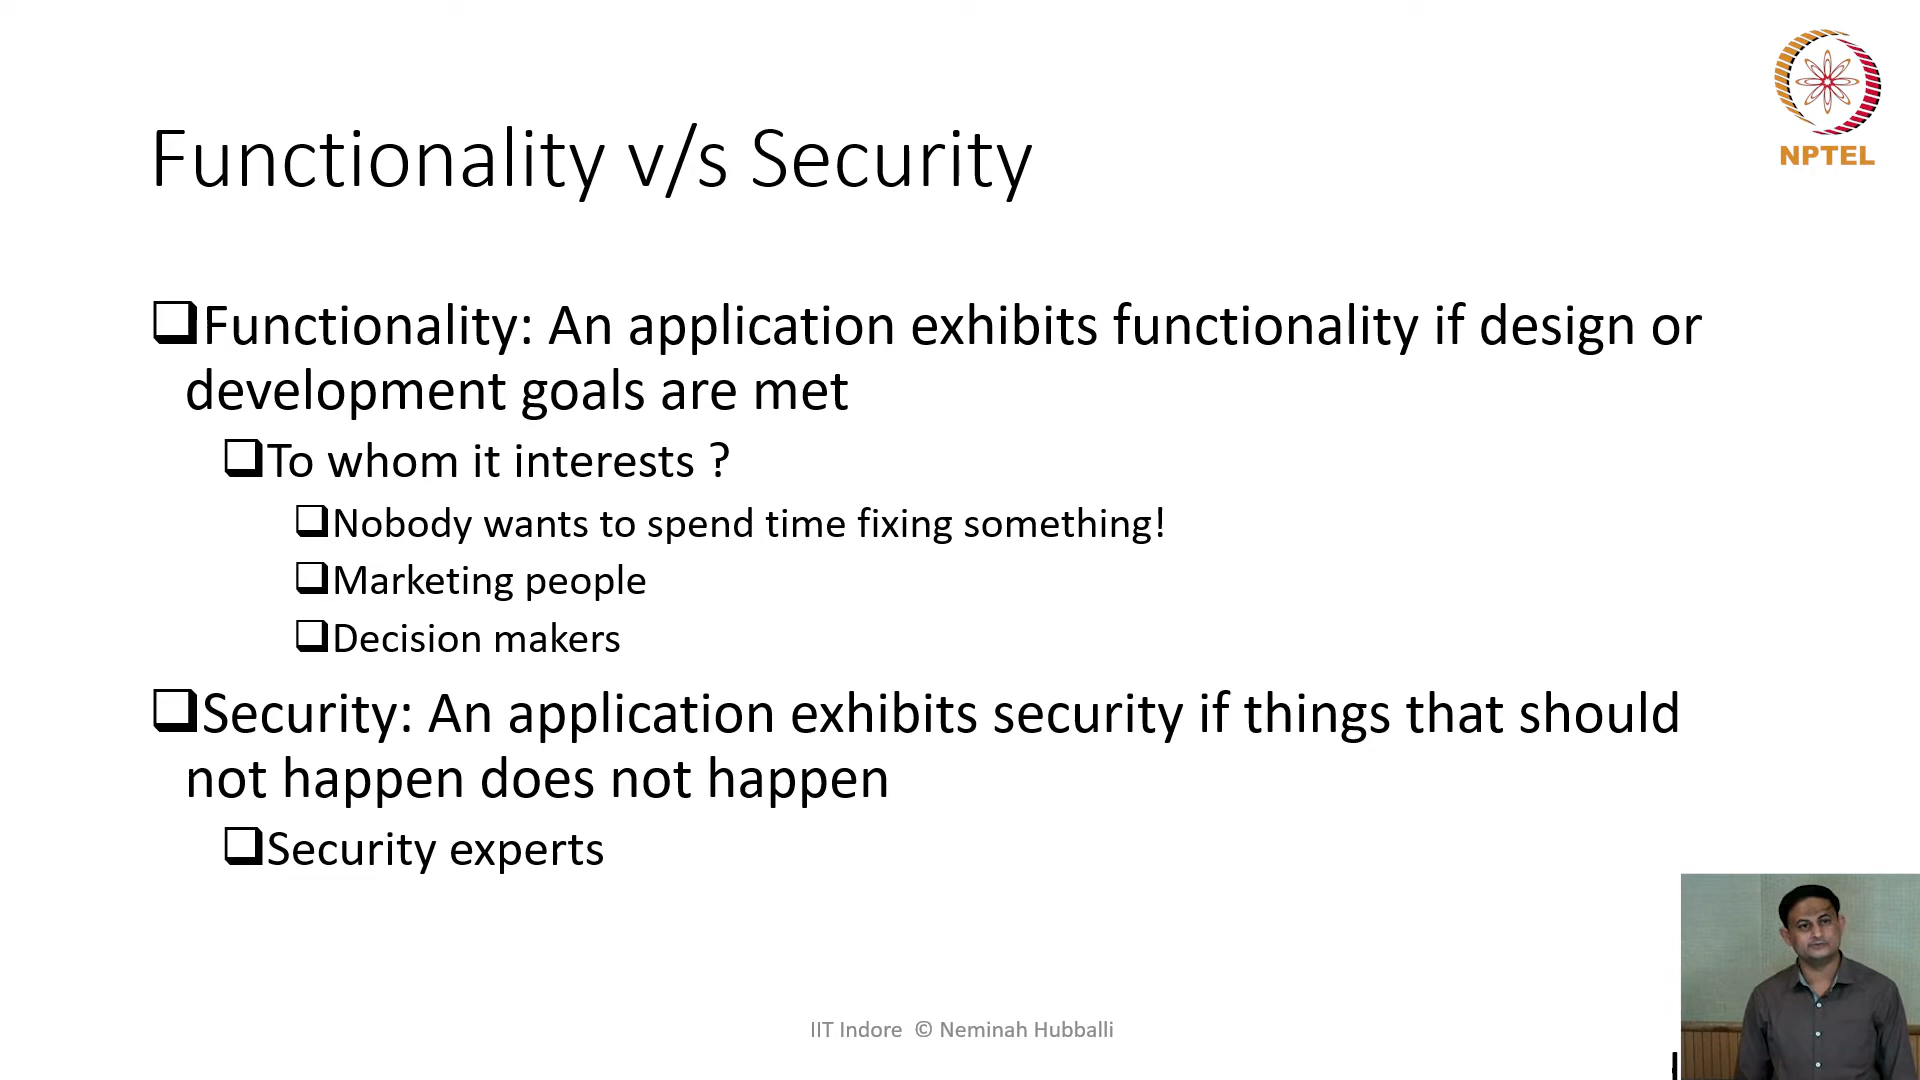 NPTEL
Functionality v/s Security
Functionality: An application exhibits functionality if design or
development goals are met
To whom it interests ?
Nobody wants to spend time fixing something!
Marketing people
Decision makers
Security: An application exhibits security if things that should
not happen does not happen
Security experts
IIT Indore © Neminah Hubballi